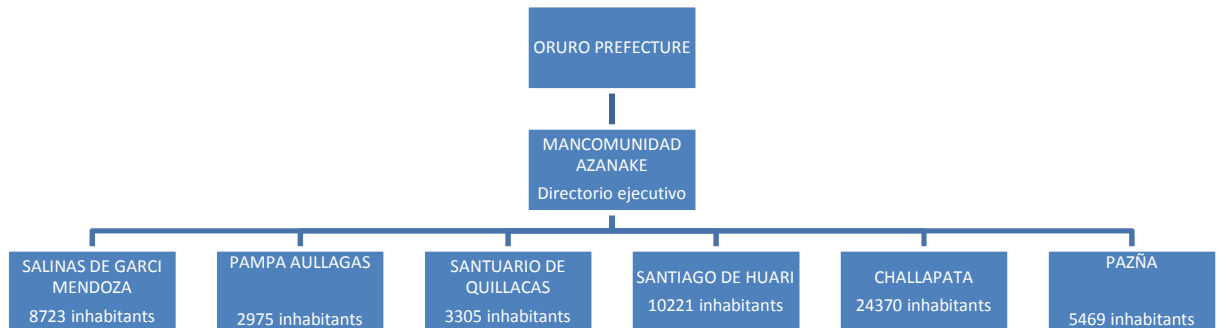 ORURO PREFECTURE
MANCOMUNIDAD
AZANAKE
Directorio ejecutivo
SALINAS DE GARCI
MENDOZA
8723 inhabitants
PAMPA AULLAGAS
2975 inhabitants
SANTUARIO DE
QUILLACAS
3305 inhabitants
SANTIAGO DE HUARI
10221 inhabitants
CHALLAPATA
24370 inhabitants
PAZÑA
5469 inhabitants